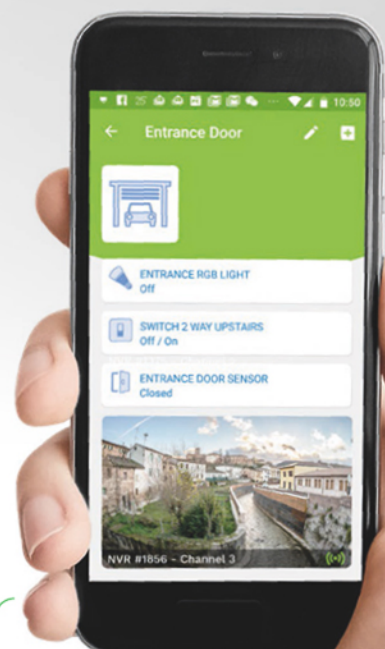 25 10:50
Entrance Door
ENTRANCE RGB LIGHT
Off
SWITCH 2 WAY UPSTAIRS
Off / On
ENTRANCE DOOR SENSOR
Closed
NVR #1856 - Channel 3